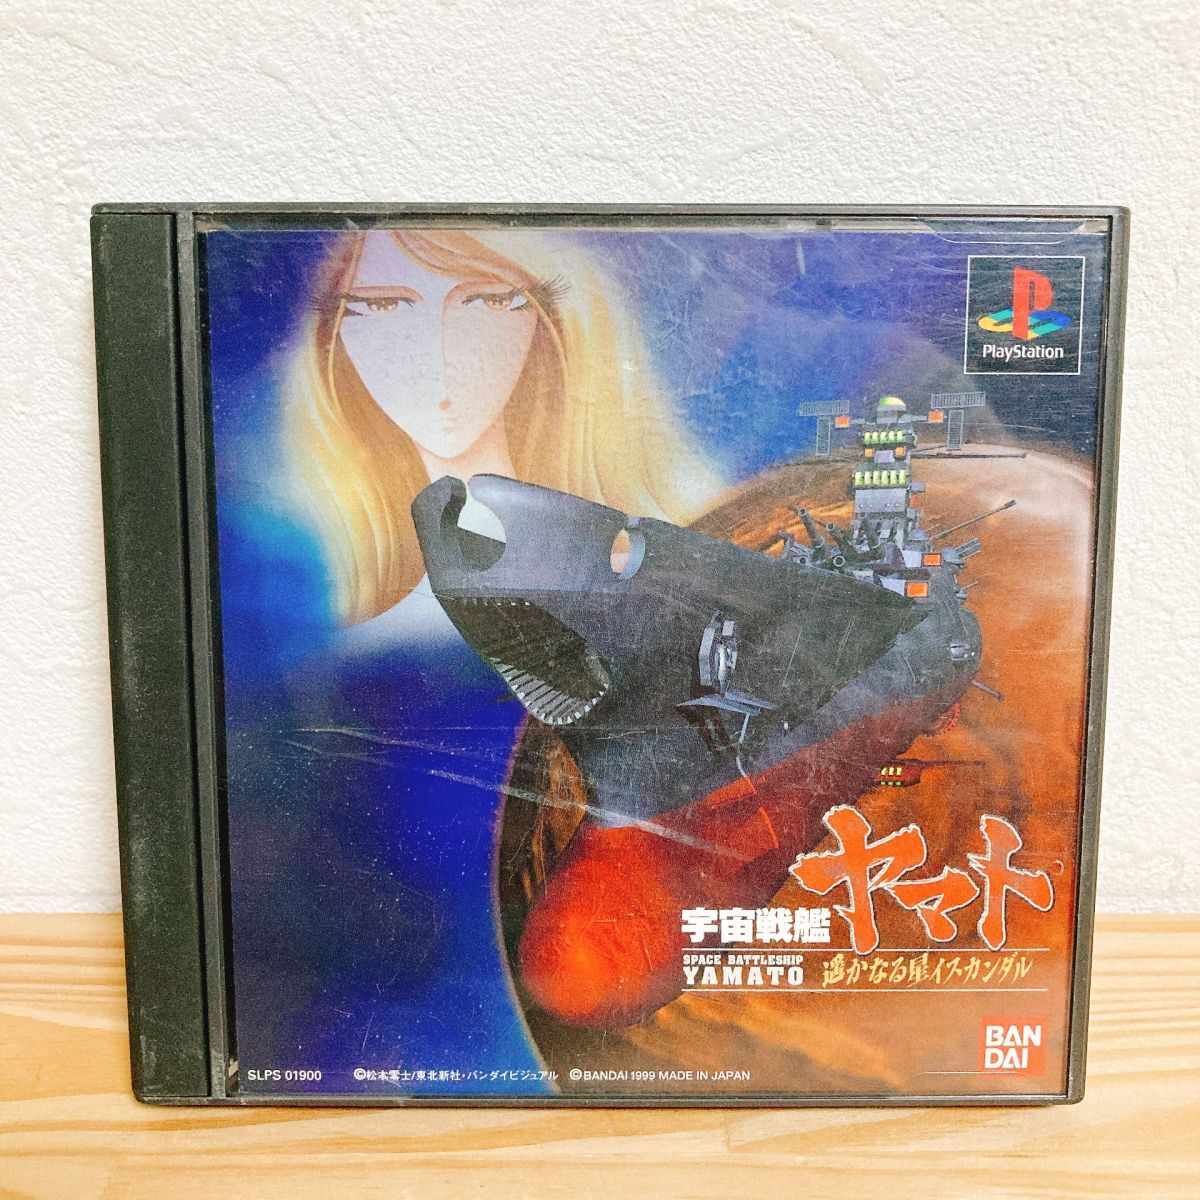 PlayStation
宇宙戦艦 ヤマト
SPACE BATTLESHIP
YAMATO
遥かなる星イスカンダル
BAN
DAI
SLPS 01900 ©松本零士/東北新社・バンダイビジュアル ©BANDAI 1999 MADE IN JAPAN